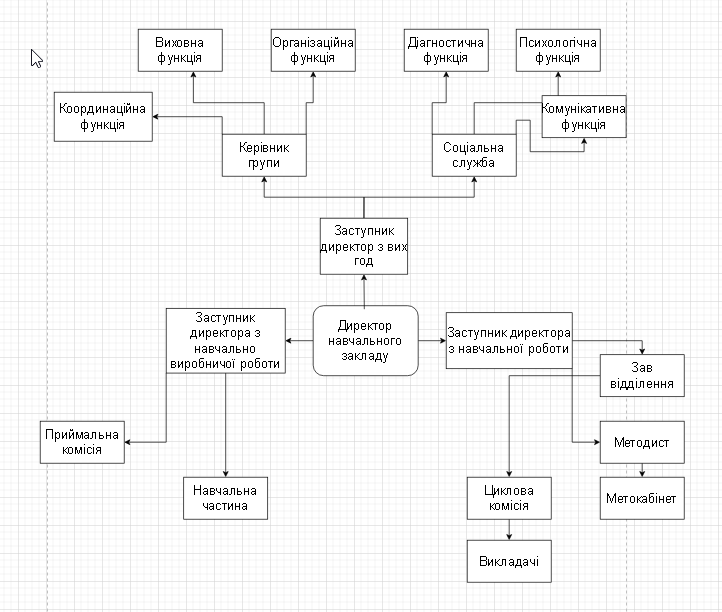 Виховна
функція
Організаційна
функція
Діагностична
функція
Психологічна
функція
Координаційна
функція
Комунікативна
функція
Керівник
групи
Соціальна
служба
Заступник
директор з вих
год
Заступник
директора з
навчально
виробничої роботи
Директор
навчального
закладу
Заступник директора
з навчальної роботи
Зав
відділення
Приймальна
комісія
Методист
Навчальна
частина
Циклова
комісія
Метокабінет
Викладачі